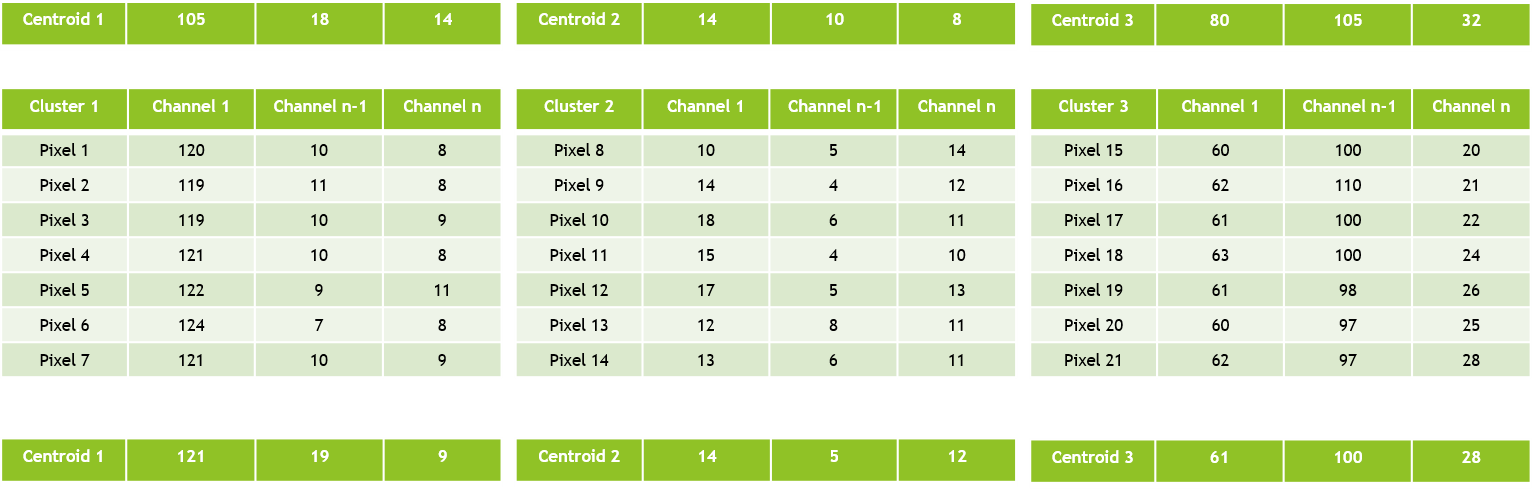 Centroid 1 105 18 14 Centroid 2 14 10 8 Centroid 3 80 105 32
Cluster 1 Channel 1 Channel n-1 Channel n Cluster 2 Channel 1 Channel n-1 Channel n Cluster 3 Channel 1 Channel n-1 Channel n
Pixel 1 120 10 8 Pixel 8 10 5 14 Pixel 15 60 100 20
Pixel 2 119 11 8 Pixel 9 14 4 12 Pixel 16 62 110 21
Pixel 3 119 10 9 Pixel 10 18 6 11 Pixel 17 61 100 22
Pixel 4 121 10 8 Pixel 11 15 4 10 Pixel 18 63 100 24
Pixel 5 122 9 11 Pixel 12 17 5 13 Pixel 19 61 98 26
Pixel 6 124 7 8 Pixel 13 12 8 11 Pixel 20 60 97 25
Pixel 7 121 10 9 Pixel 14 13 6 11 Pixel 21 62 97 28
Centroid 1 121 19 9 Centroid 2 14 5 12 Centroid 3 61 100 28